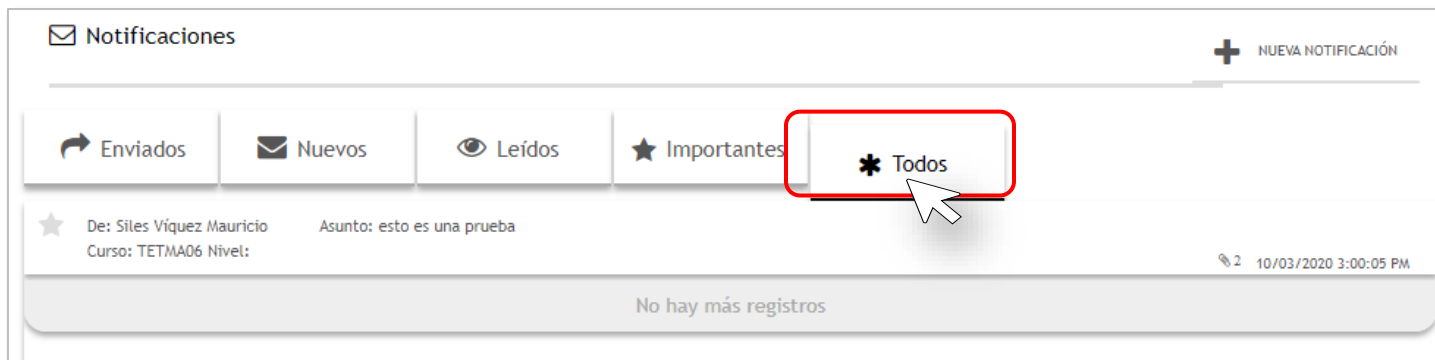 Notificaciones
NUEVA NOTIFICACIÓN
Enviados Nuevos Leídos Importantes Todos
De: Siles Víquez Mauricio Asunto: esto es una prueba
Curso: TETMA06 Nivel:
2 10/03/2020 3:00:05 PM
No hay más registros